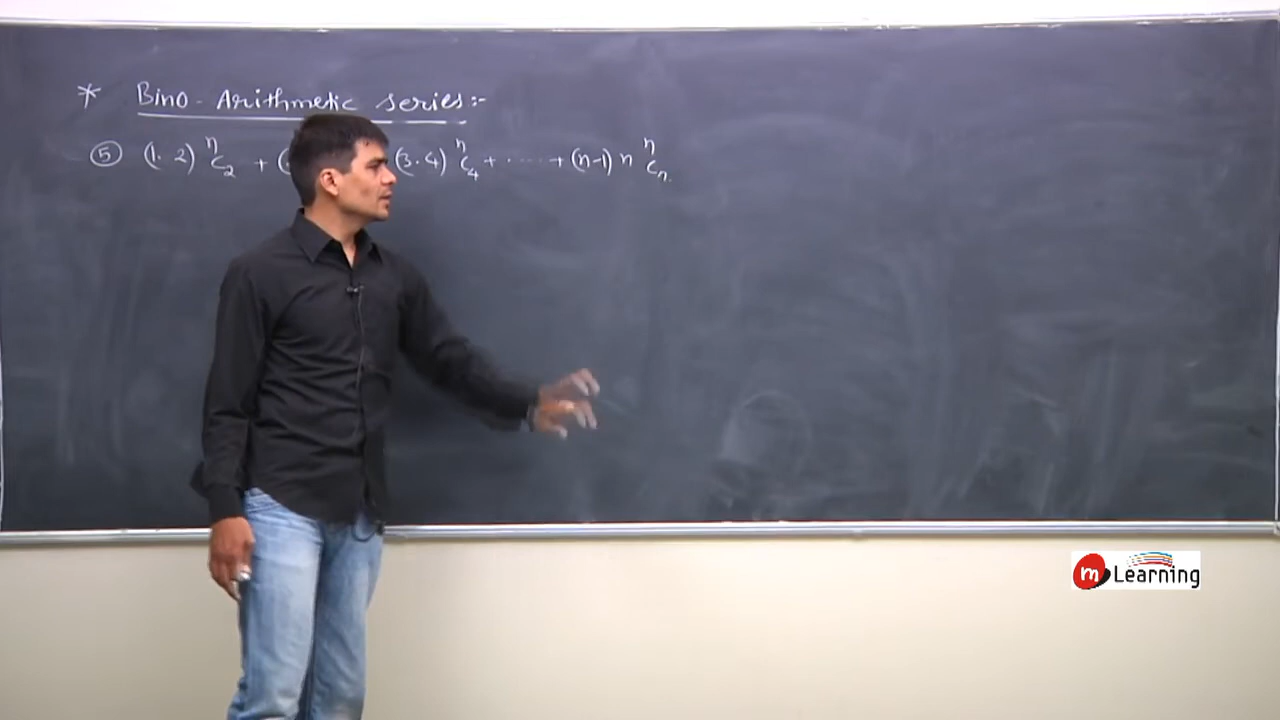 * Bino-Arithmetic series:-
⑤ (1·2) ⁿC₂ + ( (3·4) ⁿC₄ + ····· + (n-1) n ⁿCₙ.
m Learning